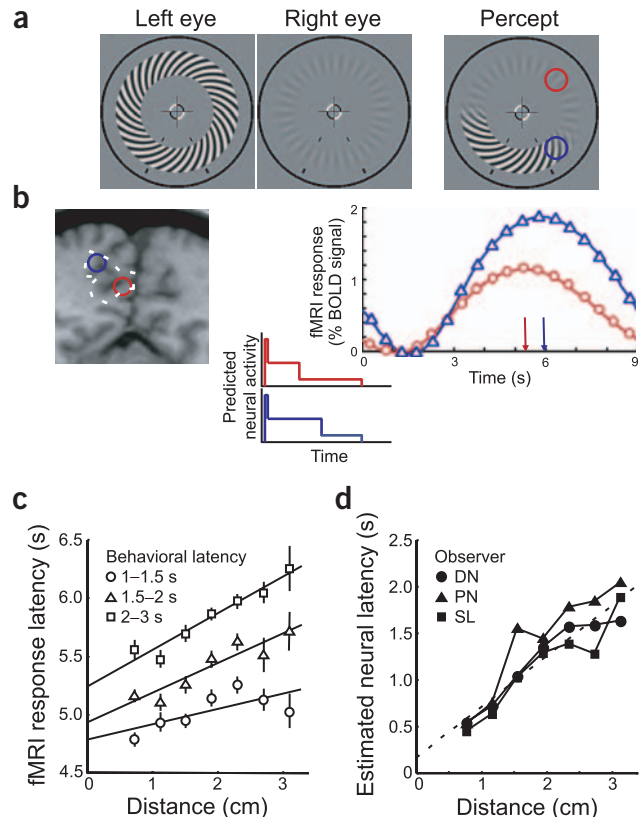 a
Left eye
Right eye
Percept
b
fMRI response
(% BOLD signal)
2
1
0
0
3
6
9
Time (s)
Predicted
neural activity
Time
c
fMRI response latency (s)
6.5
6.0
5.5
5.0
4.5
Behavioral latency
1–1.5 s
1.5–2 s
2–3 s
0
1
2
3
Distance (cm)
d
Estimated neural latency (s)
2.5
2.0
1.5
1.0
0.5
0
Observer
DN
PN
SL
0
1
2
3
Distance (cm)